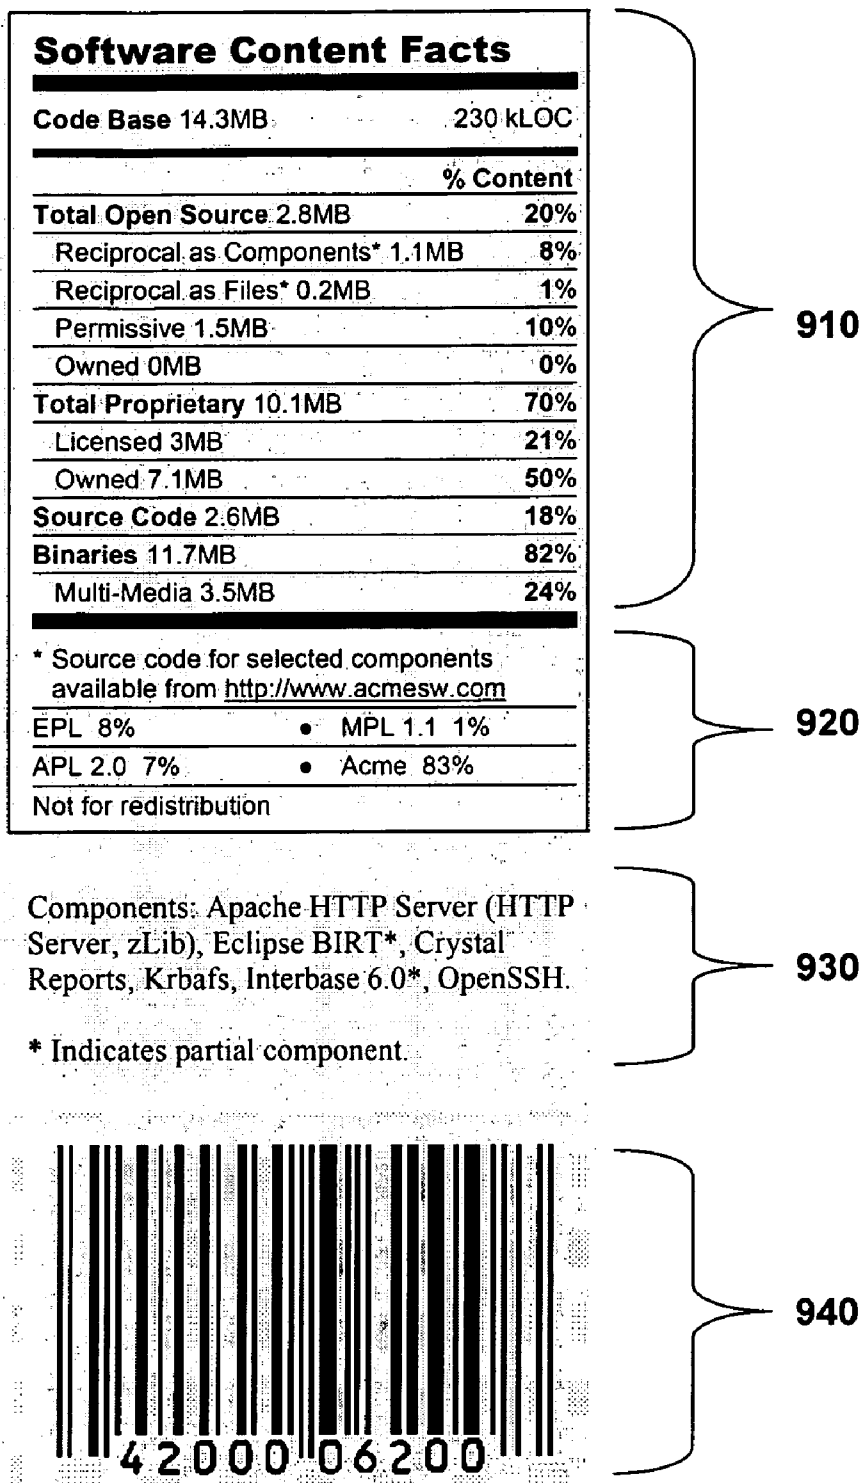 Software Content Facts
Code Base 14.3MB 230 kLOC
% Content
Total Open Source 2.8MB 20%
Reciprocal as Components* 1.1MB 8%
Reciprocal as Files* 0.2MB 1%
Permissive 1.5MB 10%
Owned 0MB 0%
Total Proprietary 10.1MB 70%
Licensed 3MB 21%
Owned 7.1MB 50%
Source Code 2.6MB 18%
Binaries 11.7MB 82%
Multi-Media 3.5MB 24%
910
* Source code for selected components
available from http://www.acmesw.com
EPL 8% • MPL 1.1 1%
APL 2.0 7% • Acme 83%
Not for redistribution
920
Components: Apache HTTP Server (HTTP
Server, zLib), Eclipse BIRT*, Crystal
Reports, Krbafs, Interbase 6.0*, OpenSSH.
* Indicates partial component.
930
42000 06200
940